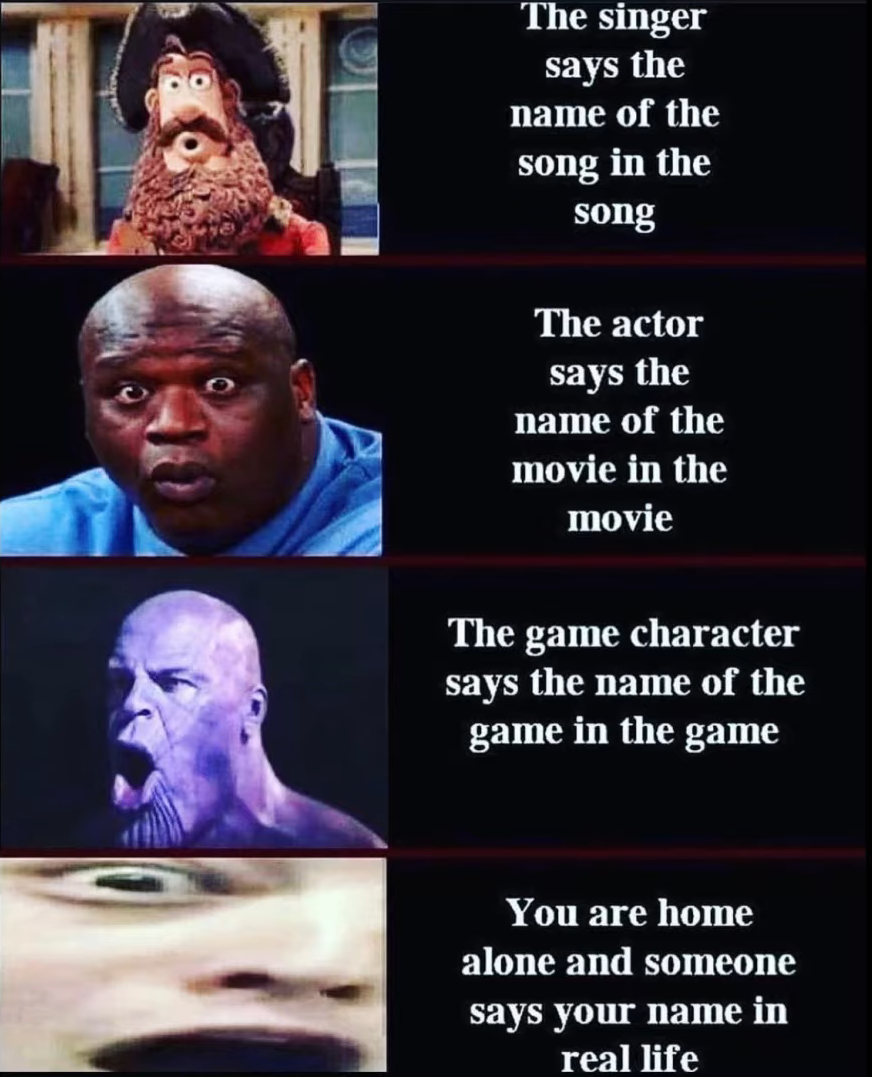 The singer
says the
name of the
song in the
song
The actor
says the
name of the
movie in the
movie
The game character
says the name of the
game in the game
You are home
alone and someone
says your name in
real life